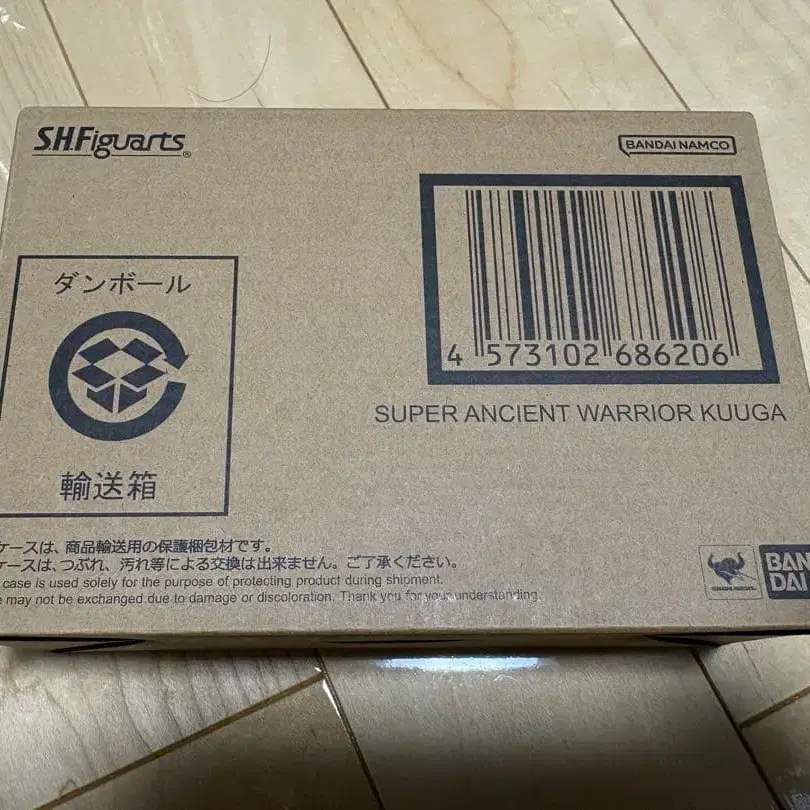 S.H.Figuarts
BANDAI NAMCO
4 573102 686206
SUPER ANCIENT WARRIOR KUUGA
ダンボール
輸送箱
ケースは、商品輸送用の保護梱包材です。
ケースは、つぶれ、汚れ等による交換は出来ません。ご了承ください。
case is used solely for the purpose of protecting product during shipment.
may not be exchanged due to damage or discoloration. Thank you for your understanding.
BAN
DAI